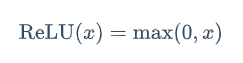 ReLU(x) = max(0, x)